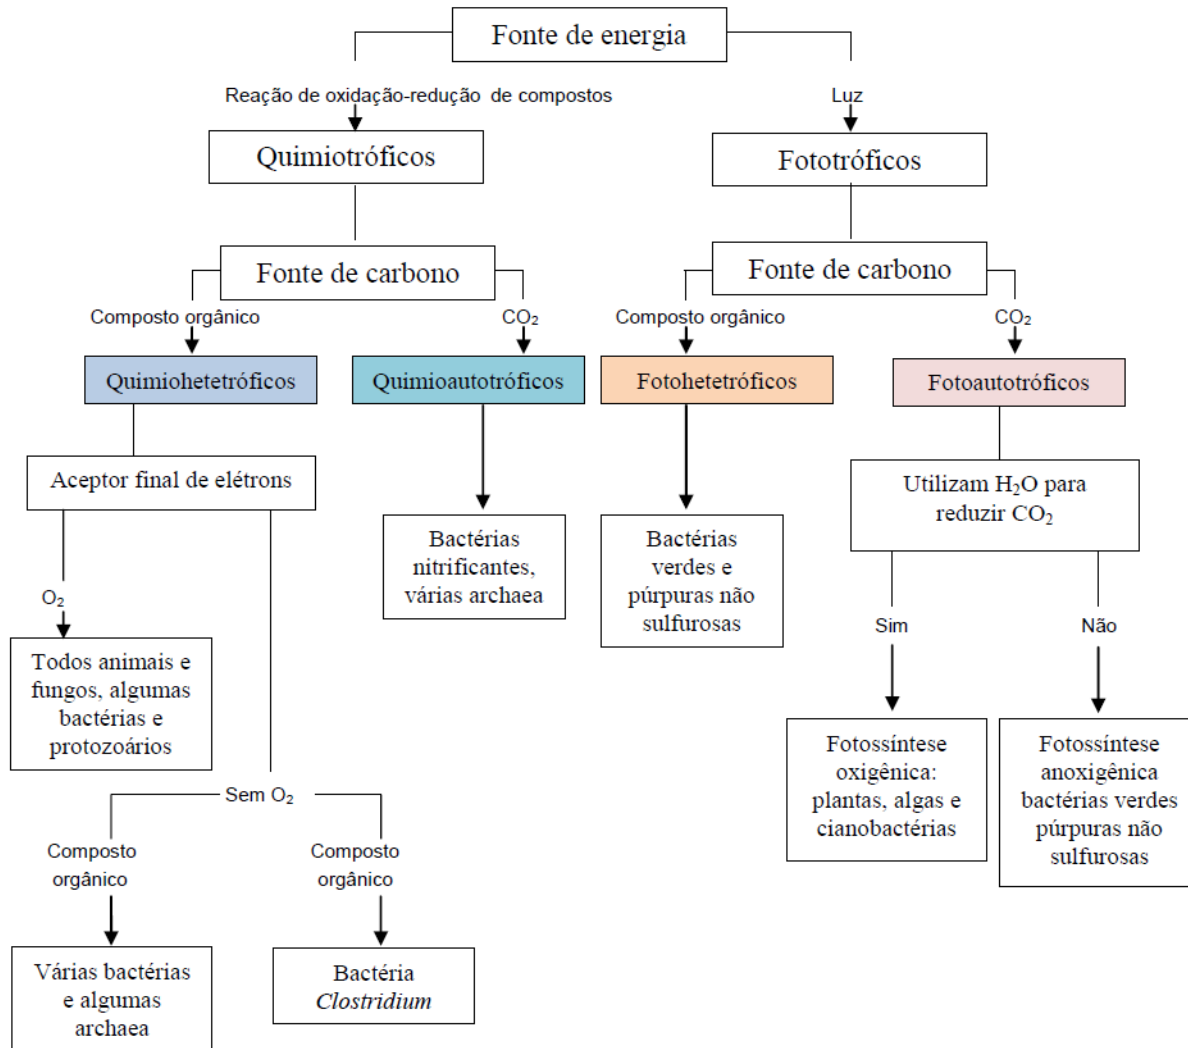 Fonte de energia
Reação de oxidação-redução de compostos
Luz
Quimiotróficos
Fototróficos
Fonte de carbono
Fonte de carbono
Composto orgânico
CO₂
Composto orgânico
CO₂
Quimiohetetróficos
Quimioautotróficos
Fotohetetróficos
Fotoautotróficos
Aceptor final de elétrons
Utilizam H₂O para
reduzir CO₂
Bactérias
nitrificantes,
várias archaea
Bactérias
verdes e
púrpuras não
sulfurosas
O₂
Sim
Não
Todos animais e
fungos, algumas
bactérias e
protozoários
Fotossíntese
oxigênica:
plantas, algas e
cianobactérias
Fotossíntese
anoxigênica
bactérias verdes
púrpuras não
sulfurosas
Sem O₂
Composto
orgânico
Composto
orgânico
Várias bactérias
e algumas
archaea
Bactéria
Clostridium